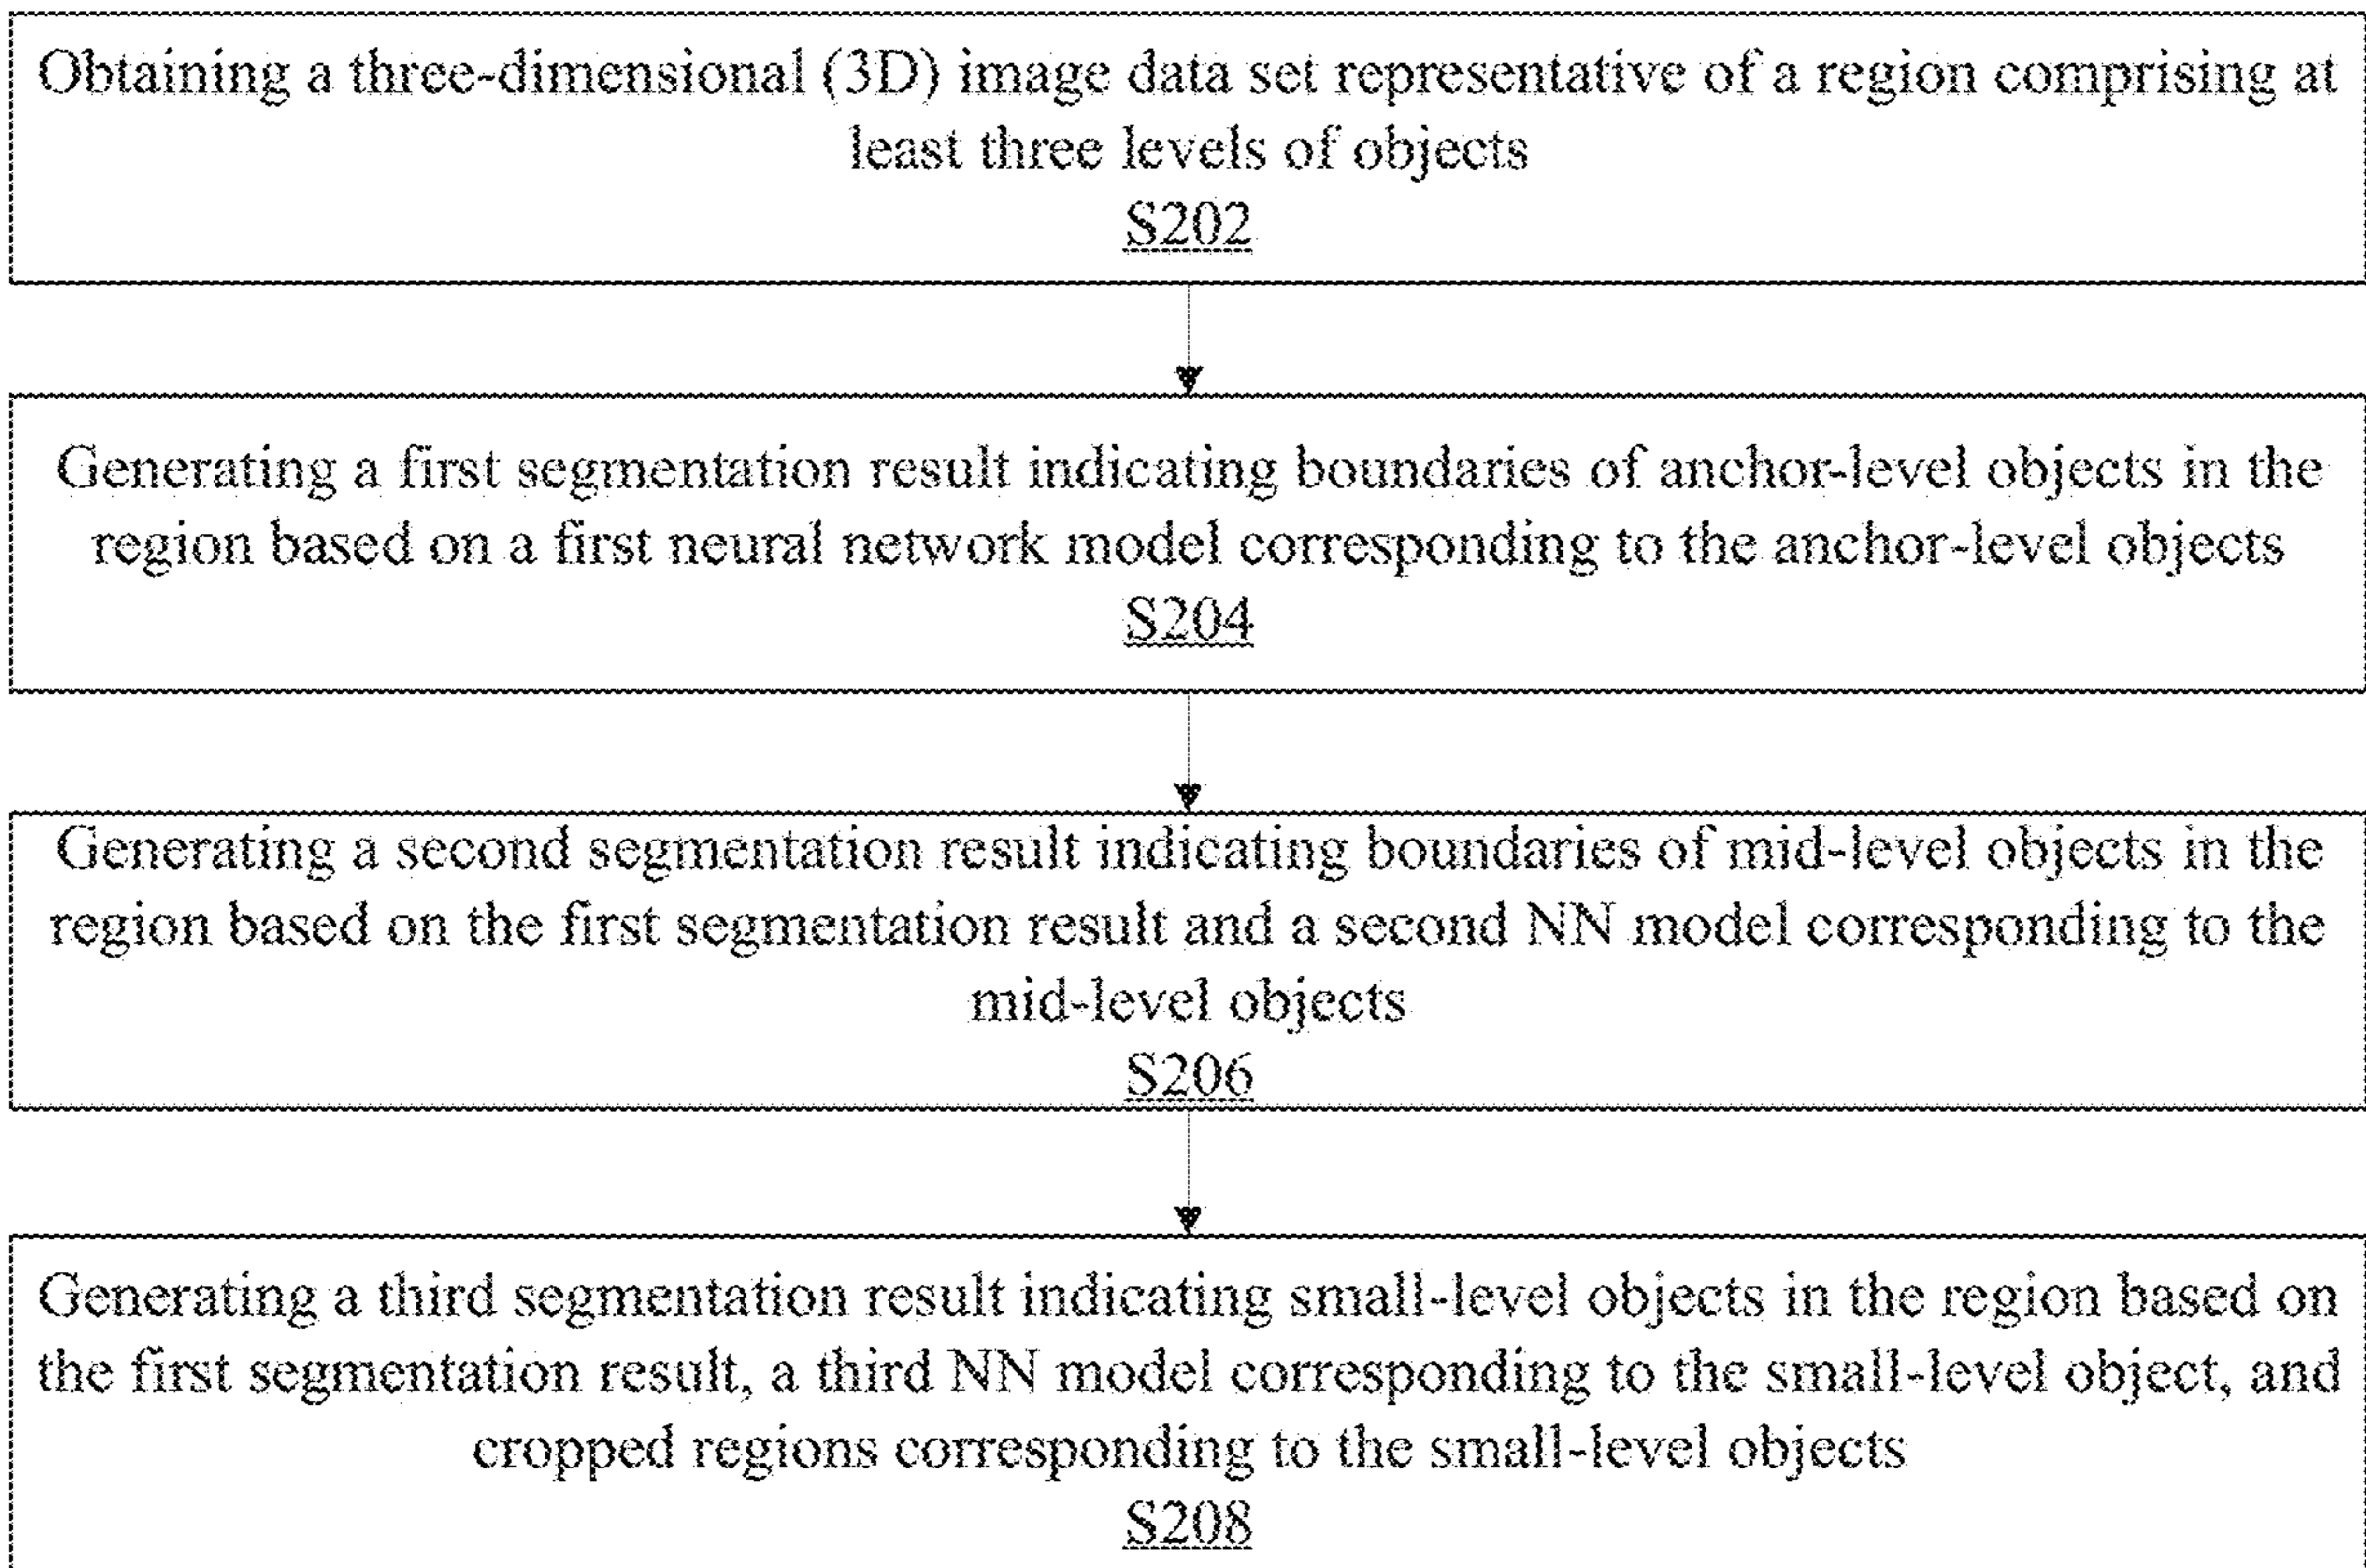 Obtaining a three-dimensional (3D) image data set representative of a region comprising at
least three levels of objects
S202
Generating a first segmentation result indicating boundaries of anchor-level objects in the
region based on a first neural network model corresponding to the anchor-level objects
S204
Generating a second segmentation result indicating boundaries of mid-level objects in the
region based on the first segmentation result and a second NN model corresponding to the
mid-level objects
S206
Generating a third segmentation result indicating small-level objects in the region based on
the first segmentation result, a third NN model corresponding to the small-level object, and
cropped regions corresponding to the small-level objects
S208